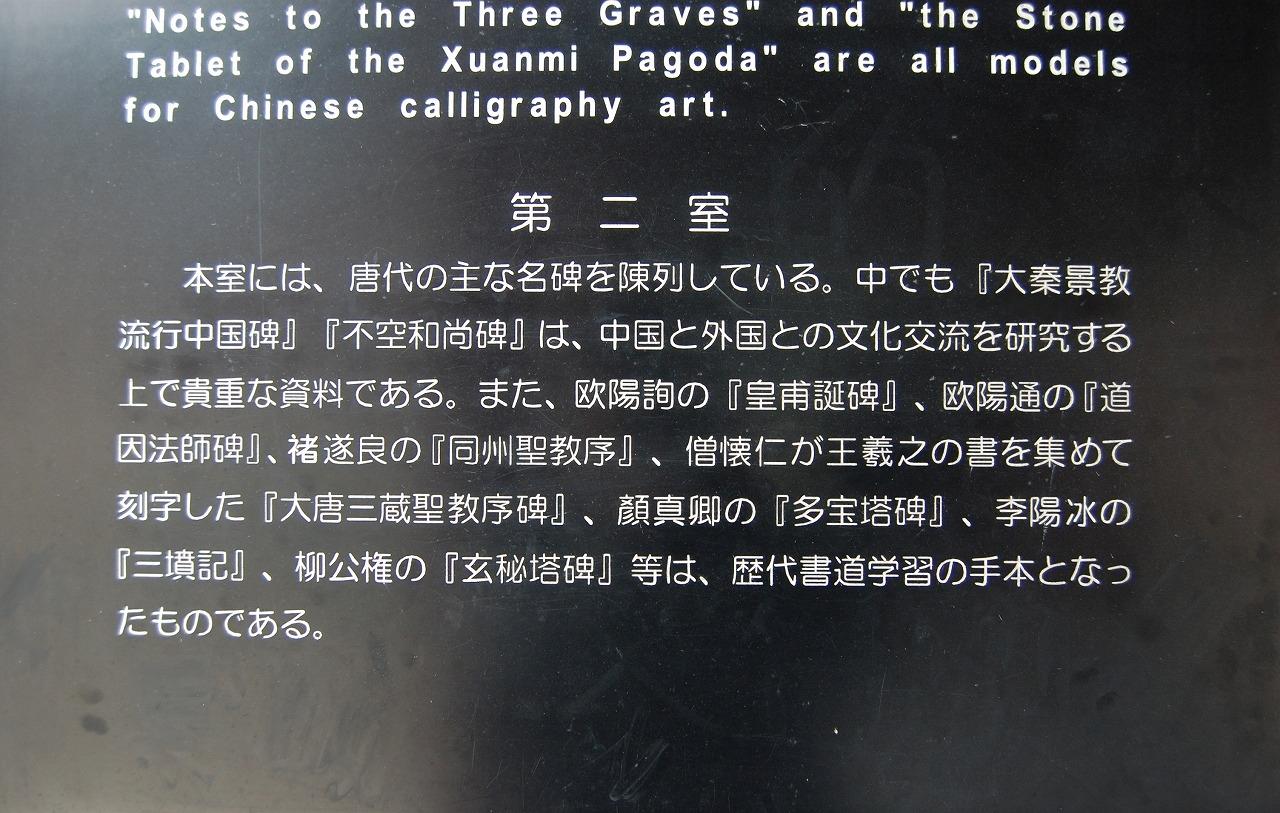 "Notes to the Three Graves" and "the Stone
Tablet of the Xuanmi Pagoda" are all models
for Chinese calligraphy art.
第 二 室
本室には、唐代の主な名碑を陳列している。中でも『大秦景教
流行中国碑』『不空和尚碑』は、中国と外国との文化交流を研究する
上で貴重な資料である。また、欧陽詢の『皇甫誕碑』、欧陽通の『道
因法師碑』、褚遂良の『同州聖教序』、僧懐仁が王羲之の書を集めて
刻字した『大唐三蔵聖教序碑』、顔真卿の『多宝塔碑』、李陽冰の
『三墳記』、柳公権の『玄秘塔碑』等は、歴代書道学習の手本となっ
たものである。